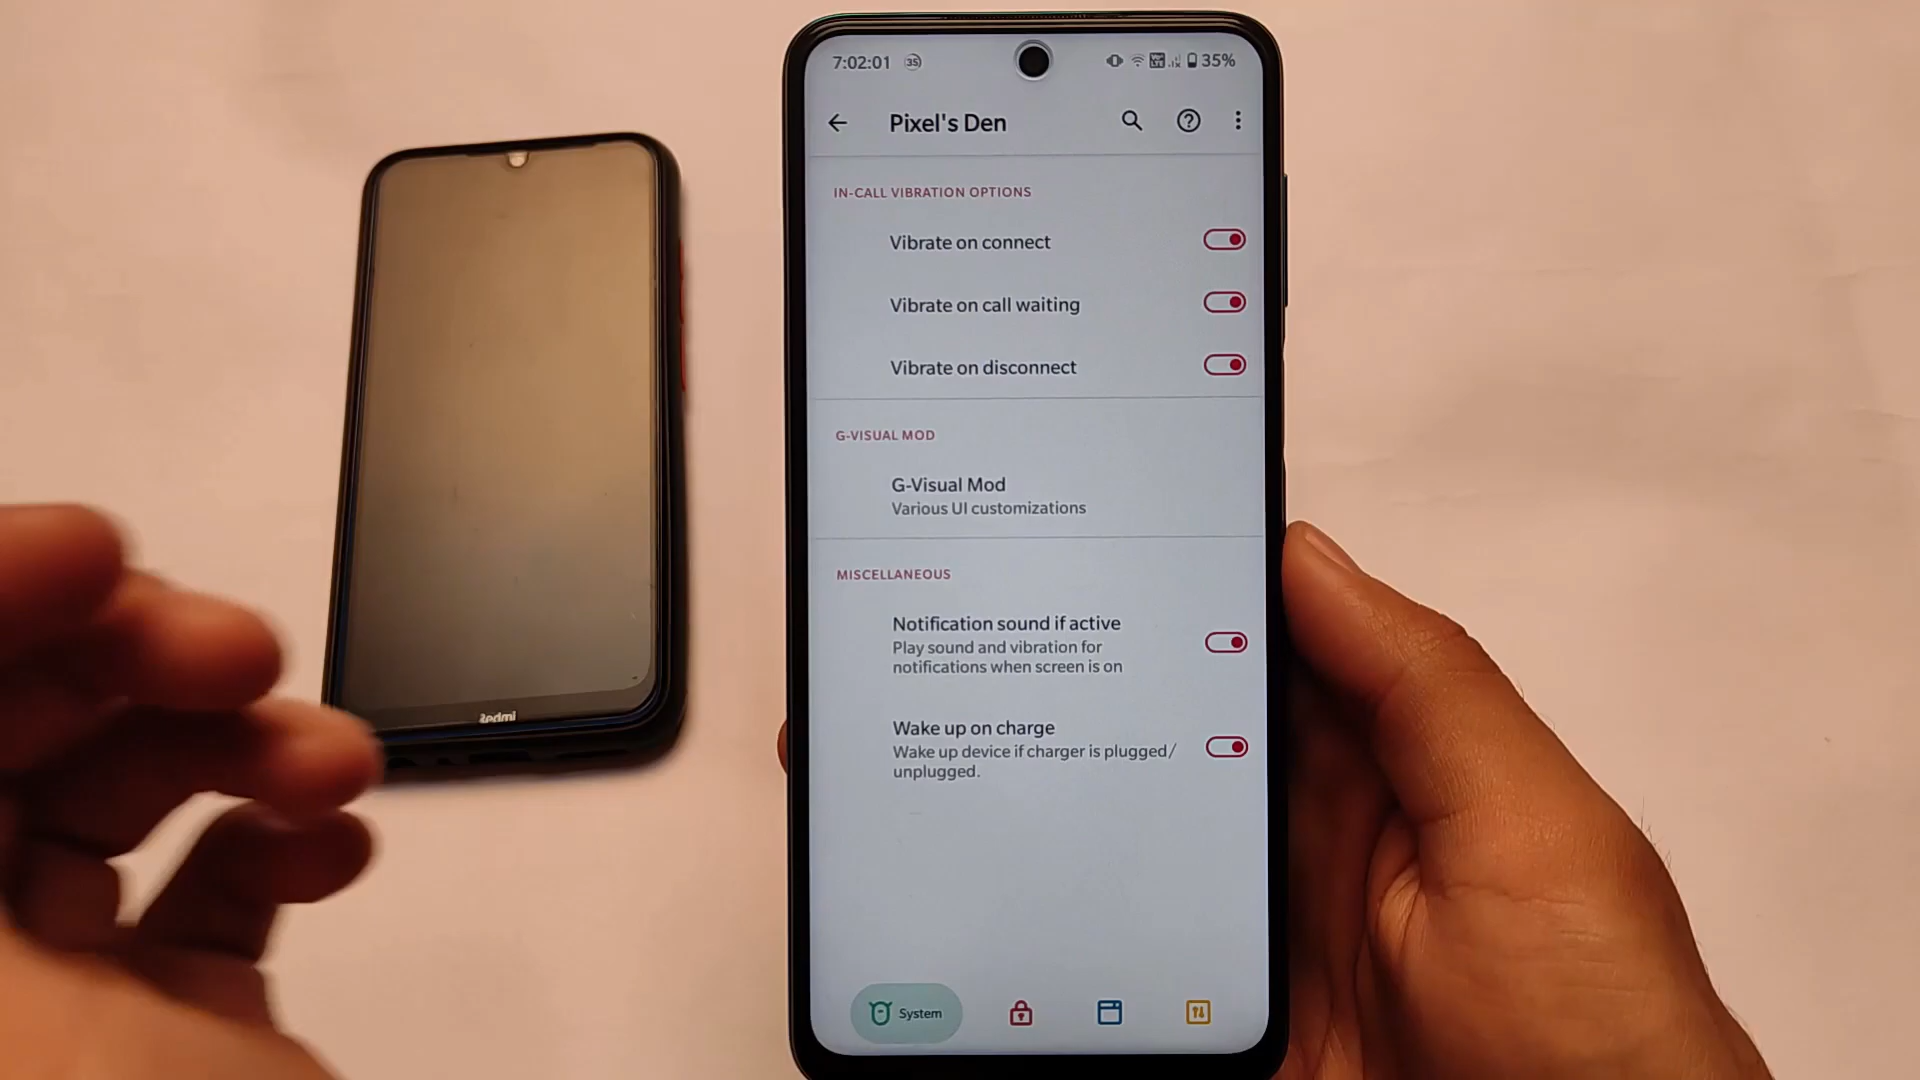 7:02:01 35 35%
Pixel's Den
IN-CALL VIBRATION OPTIONS
Vibrate on connect
Vibrate on call waiting
Vibrate on disconnect
G-VISUAL MOD
G-Visual Mod
Various UI customizations
MISCELLANEOUS
Notification sound if active
Play sound and vibration for
notifications when screen is on
Wake up on charge
Wake up device if charger is plugged/
unplugged.
System
Redmi